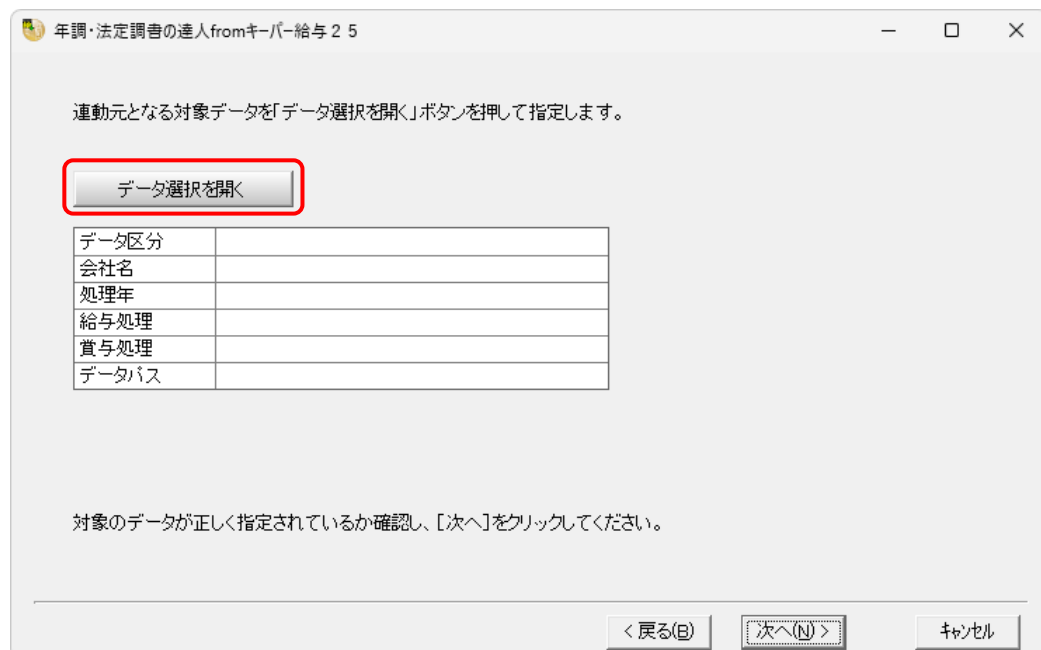 年調・法定調書の達人fromキーパー給与２５
連動元となる対象データを「データ選択を開く」ボタンを押して指定します。
データ選択を開く
データ区分
会社名
処理年
給与処理
賞与処理
データパス
対象のデータが正しく指定されているか確認し、[次へ]をクリックしてください。
< 戻る(B) 次へ(N) > キャンセル